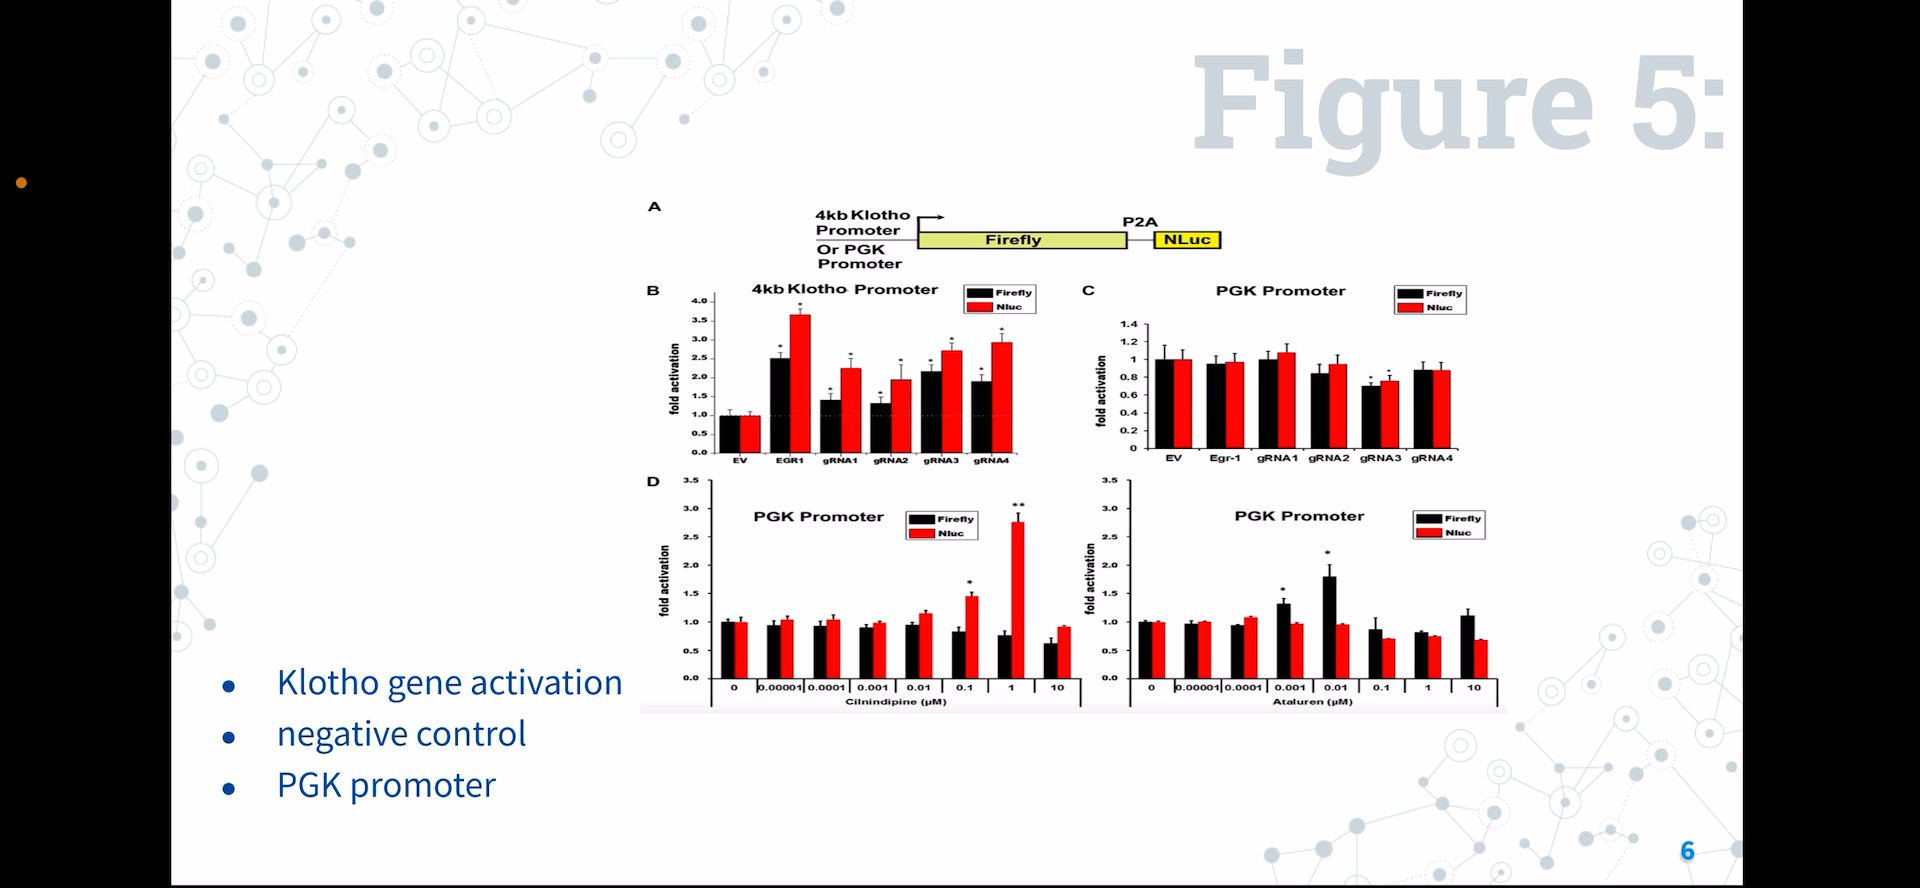 Figure 5:
A
4kb Klotho
Promoter
Or PGK
Promoter
Firefly
P2A
NLuc
B
4kb Klotho Promoter
Firefly
Nluc
fold activation
4.0
3.5
3.0
2.5
2.0
1.5
1.0
0.5
0.0
* * * * * * * * * *
EV EGR1 gRNA1 gRNA2 gRNA3 gRNA4
C
PGK Promoter
Firefly
Nluc
fold activation
1.4
1.2
1
0.8
0.6
0.4
0.2
0
* *
EV Egr-1 gRNA1 gRNA2 gRNA3 gRNA4
D
PGK Promoter
Firefly
Nluc
fold activation
3.5
3.0
2.5
2.0
1.5
1.0
0.5
0.0
* **
0 0.00001 0.0001 0.001 0.01 0.1 1 10
Cilnindipine (µM)
PGK Promoter
Firefly
Nluc
fold activation
3.5
3.0
2.5
2.0
1.5
1.0
0.5
0.0
* *
0 0.00001 0.0001 0.001 0.01 0.1 1 10
Ataluren (µM)
● Klotho gene activation
● negative control
● PGK promoter
6